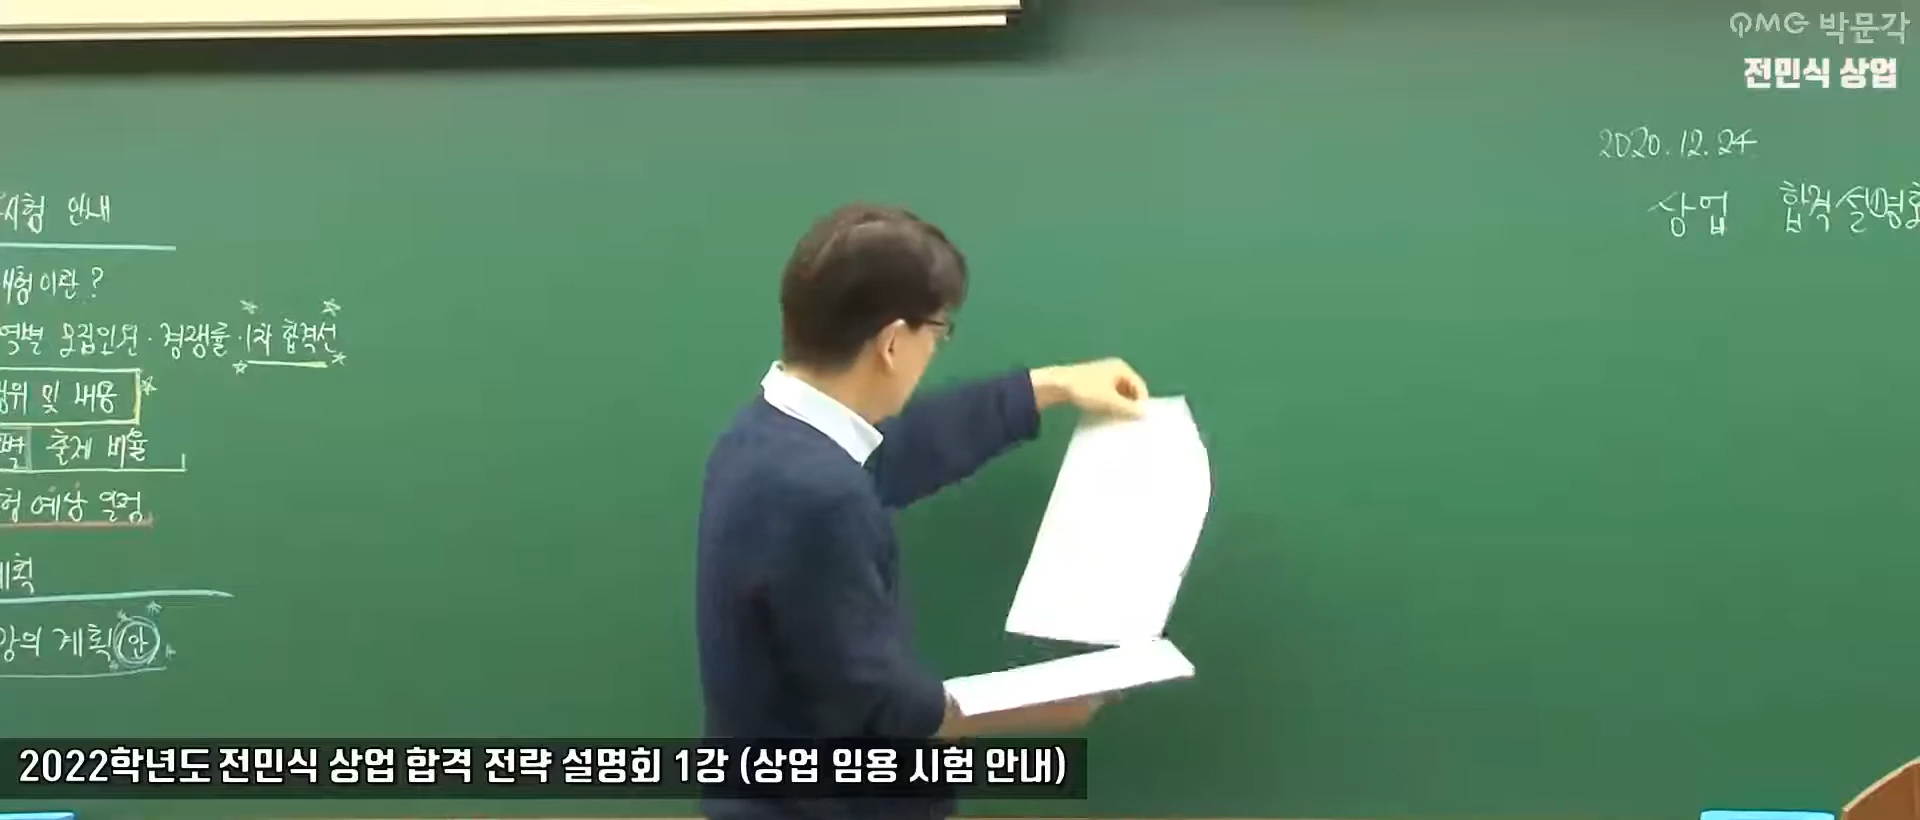 PMG 박문각
전민식 상업
2020.12.24
상업 합격설명회
시험 안내
시험이란?
역별 모집인원·경쟁률·1차 합격선
범위 및 내용
별 출제 비율
험 예상 일정
계획
강의 계획(안)
2022학년도 전민식 상업 합격 전략 설명회 1강 (상업 임용 시험 안내)